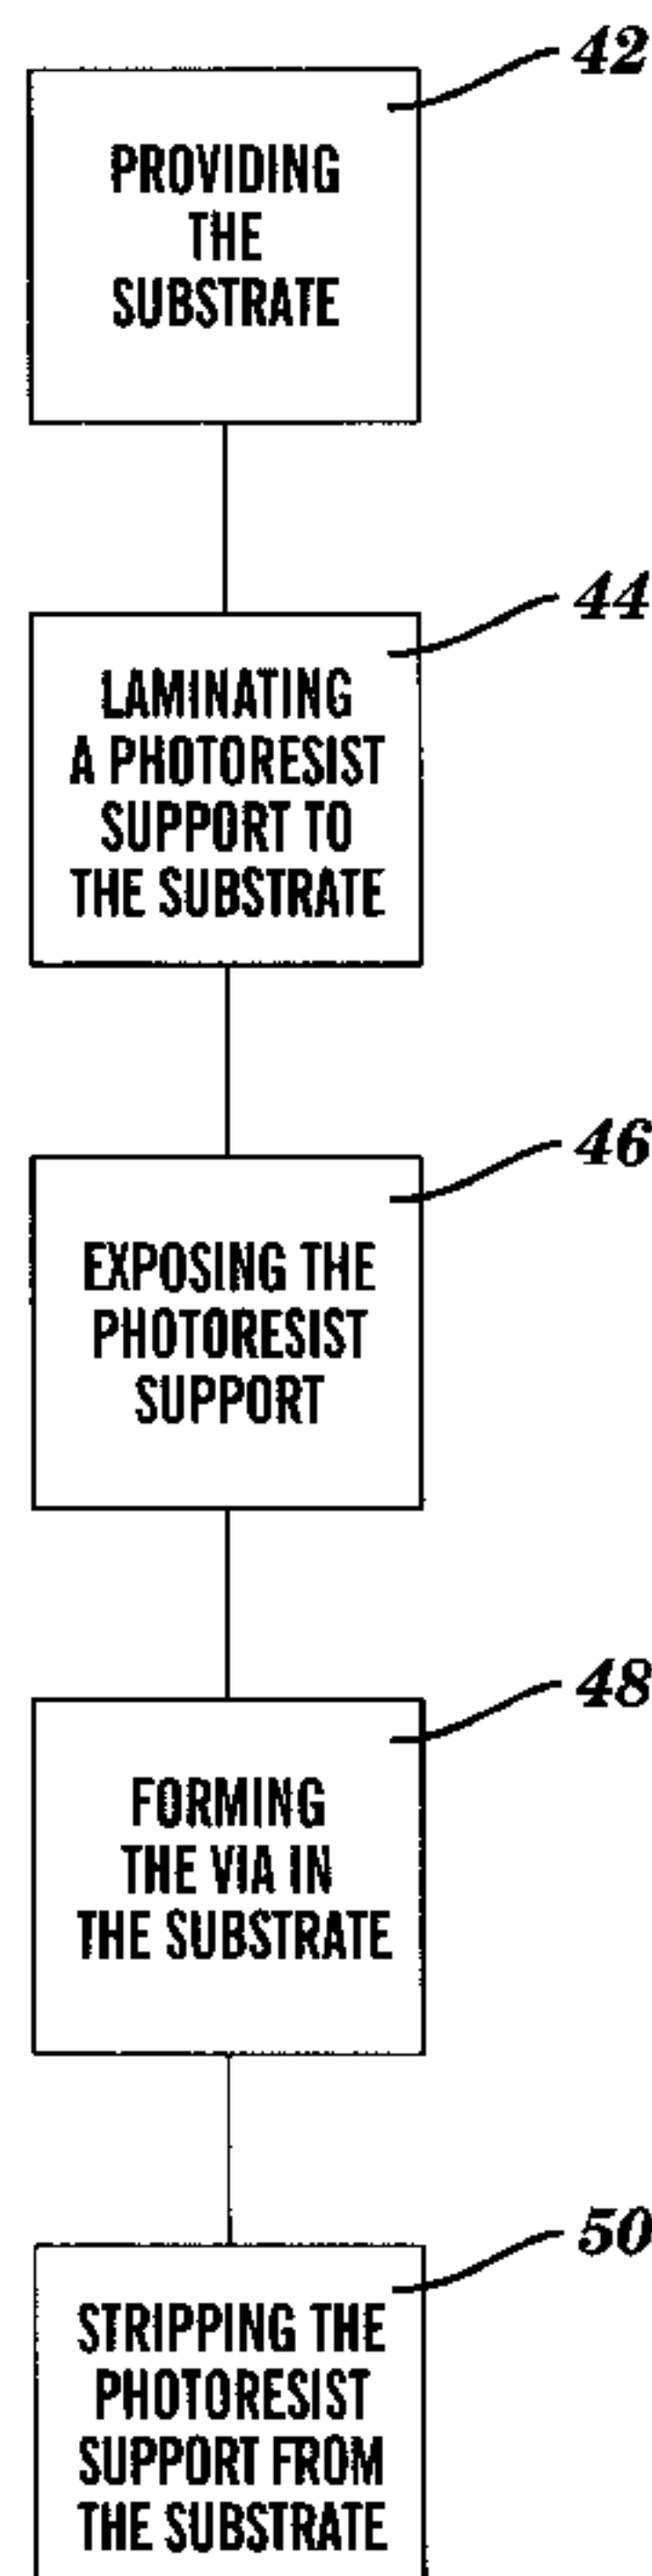 42
PROVIDING
THE
SUBSTRATE
44
LAMINATING
A PHOTORESIST
SUPPORT TO
THE SUBSTRATE
46
EXPOSING THE
PHOTORESIST
SUPPORT
48
FORMING
THE VIA IN
THE SUBSTRATE
50
STRIPPING THE
PHOTORESIST
SUPPORT FROM
THE SUBSTRATE